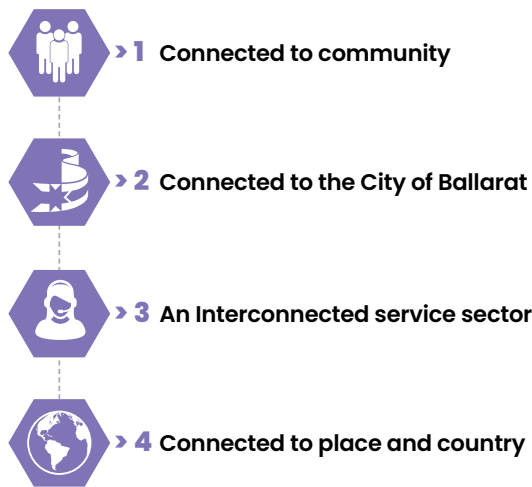 > 1 Connected to community
> 2 Connected to the City of Ballarat
> 3 An Interconnected service sector
> 4 Connected to place and country